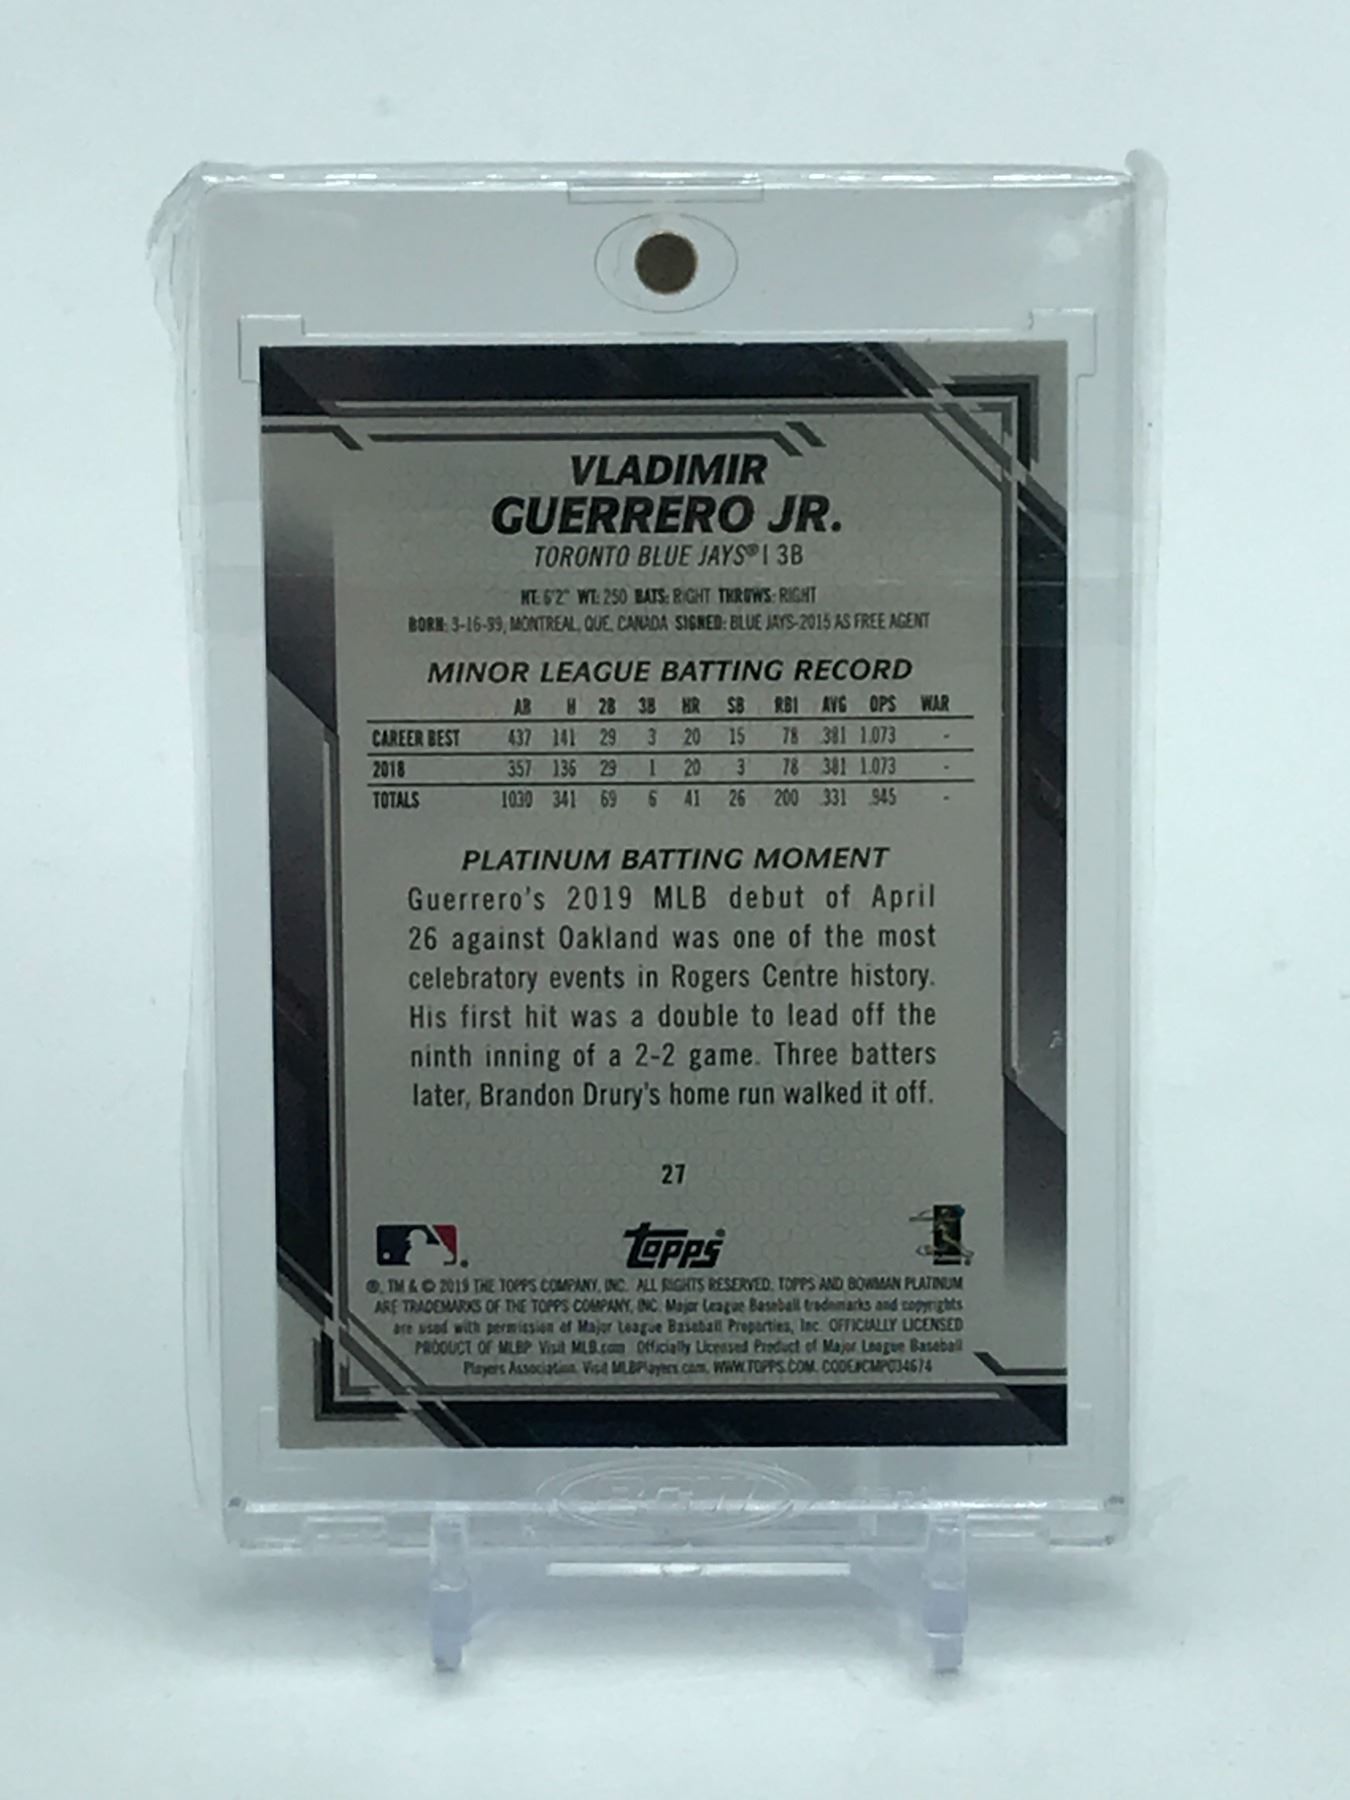 VLADIMIR
GUERRERO JR.
TORONTO BLUE JAYS® | 3B
HT: 6'2" WT: 250 BATS: RIGHT THROWS: RIGHT
BORN: 3-16-99, MONTREAL, QUE, CANADA SIGNED: BLUE JAYS-2015 AS FREE AGENT
MINOR LEAGUE BATTING RECORD
AB H 2B 3B HR SB RBI AVG OPS WAR
CAREER BEST 437 141 29 3 20 15 78 .381 1.073 -
2018 357 136 29 1 20 3 78 .381 1.073 -
TOTALS 1030 341 69 6 41 26 200 .331 .945 -
PLATINUM BATTING MOMENT
Guerrero's 2019 MLB debut of April
26 against Oakland was one of the most
celebratory events in Rogers Centre history.
His first hit was a double to lead off the
ninth inning of a 2-2 game. Three batters
later, Brandon Drury's home run walked it off.
27
topps
®, TM & © 2019 THE TOPPS COMPANY, INC. ALL RIGHTS RESERVED. TOPPS AND BOWMAN PLATINUM
ARE TRADEMARKS OF THE TOPPS COMPANY, INC. Major League Baseball trademarks and copyrights
are used with permission of Major League Baseball Properties, Inc. OFFICIALLY LICENSED
PRODUCT OF MLBP Visit MLB.com Officially Licensed Product of Major League Baseball
Players Association. Visit MLBPlayers.com. WWW.TOPPS.COM. CODE#CMP034674
BCW